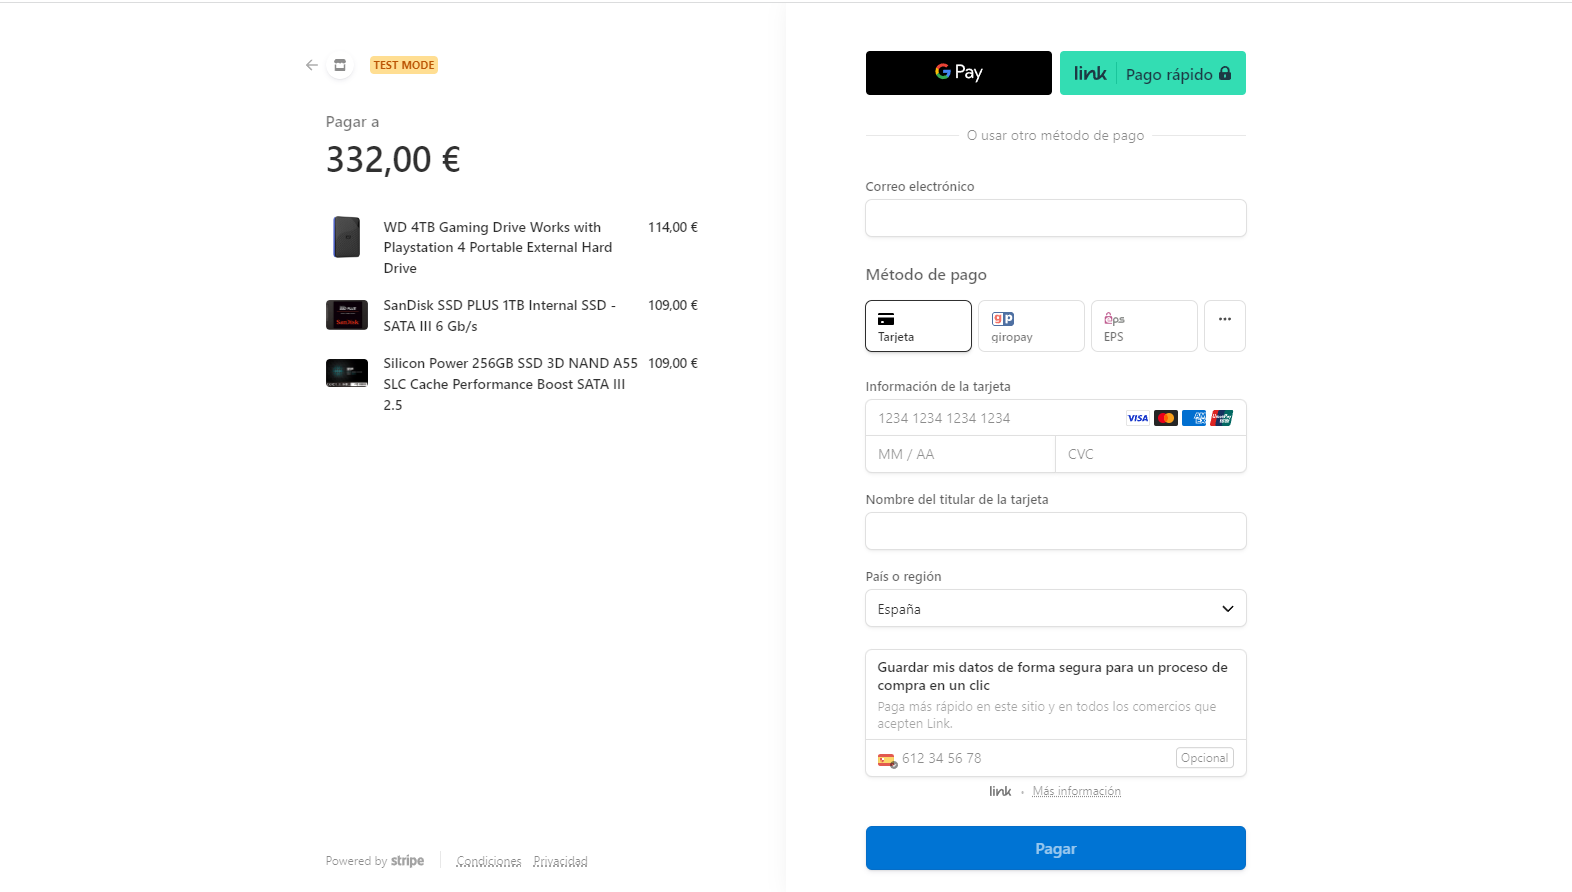 TEST MODE
Pagar a
332,00 €
WD 4TB Gaming Drive Works with 114,00 €
Playstation 4 Portable External Hard
Drive
SanDisk SSD PLUS 1TB Internal SSD - 109,00 €
SATA III 6 Gb/s
Silicon Power 256GB SSD 3D NAND A55 109,00 €
SLC Cache Performance Boost SATA III
2.5
Powered by stripe Condiciones Privacidad
G Pay link Pago rápido
O usar otro método de pago
Correo electrónico
Método de pago
Tarjeta
giropay
eps
EPS
Información de la tarjeta
1234 1234 1234 1234 VISA
MM / AA CVC
Nombre del titular de la tarjeta
País o región
España
Guardar mis datos de forma segura para un proceso de
compra en un clic
Paga más rápido en este sitio y en todos los comercios que
acepten Link.
612 34 56 78 Opcional
link • Más información
Pagar